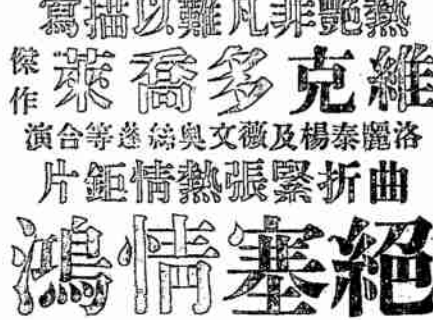 熱艷非凡難以描寫
維克多喬萊
傑作
洛麗泰楊及薇文奧絲等合演
曲折緊張熱情鉅片
絕塞情鴻